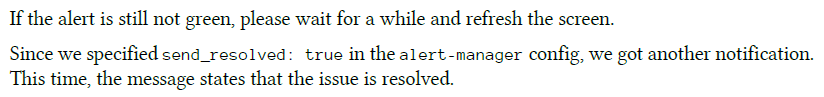 If the alert is still not green, please wait for a while and refresh the screen.
Since we specified send_resolved: true in the alert-manager config, we got another notification.
This time, the message states that the issue is resolved.